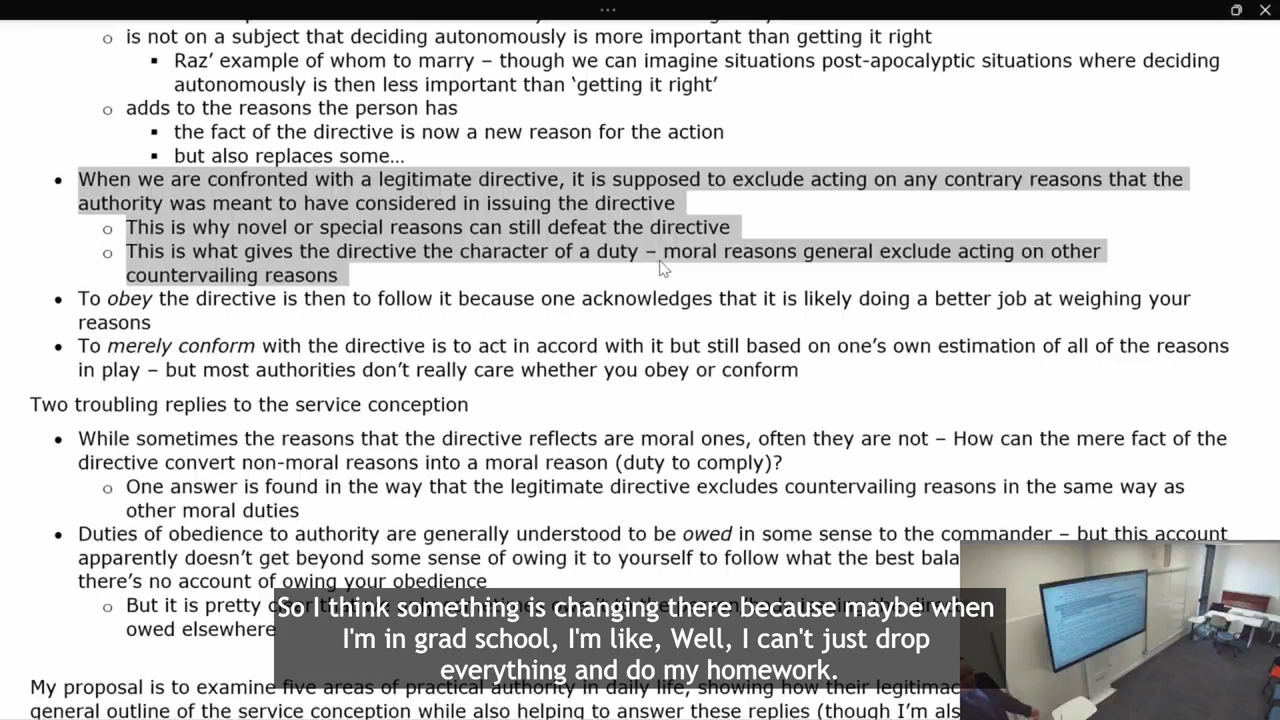 is not on a subject that deciding autonomously is more important than getting it right
Raz’ example of whom to marry – though we can imagine situations post-apocalyptic situations where deciding
autonomously is then less important than ‘getting it right’
adds to the reasons the person has
the fact of the directive is now a new reason for the action
but also replaces some…
When we are confronted with a legitimate directive, it is supposed to exclude acting on any contrary reasons that the
authority was meant to have considered in issuing the directive
This is why novel or special reasons can still defeat the directive
This is what gives the directive the character of a duty – moral reasons general exclude acting on other
countervailing reasons
To obey the directive is then to follow it because one acknowledges that it is likely doing a better job at weighing your
reasons
To merely conform with the directive is to act in accord with it but still based on one’s own estimation of all of the reasons
in play – but most authorities don’t really care whether you obey or conform
Two troubling replies to the service conception
While sometimes the reasons that the directive reflects are moral ones, often they are not – How can the mere fact of the
directive convert non-moral reasons into a moral reason (duty to comply)?
One answer is found in the way that the legitimate directive excludes countervailing reasons in the same way as
other moral duties
Duties of obedience to authority are generally understood to be owed in some sense to the commander – but this account
apparently doesn’t get beyond some sense of owing it to yourself to follow what the best
there’s no account of owing your obedience
But it is pretty
owed elsewhere
So I think something is changing there because maybe when
I'm in grad school, I'm like, Well, I can't just drop
everything and do my homework.
My proposal is to examine five areas of practical authority in daily life, showing how their
general outline of the service conception while also helping to answer these replies (though I’m